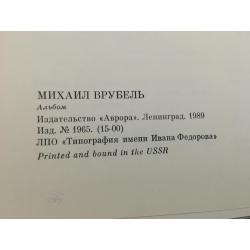 МИХАИЛ ВРУБЕЛЬ
Альбом
Издательство «Аврора». Ленинград. 1989
Изд. № 1965. (15-00)
ЛПО «Типография имени Ивана Федорова»
Printed and bound in the USSR